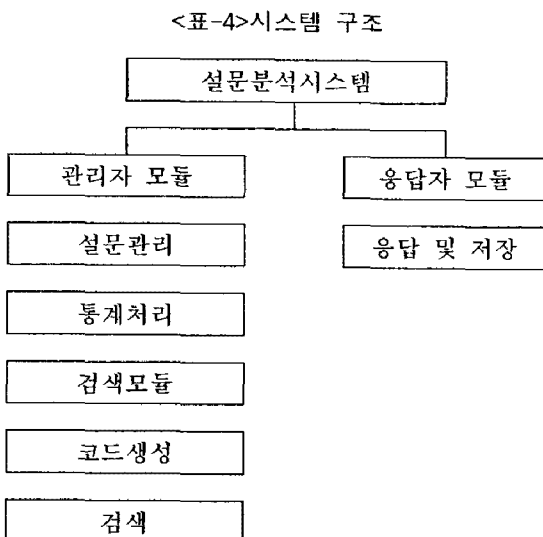 <표-4>시스템 구조
설문분석시스템
관리자 모듈
응답자 모듈
설문관리
응답 및 저장
통계처리
검색모듈
코드생성
검색